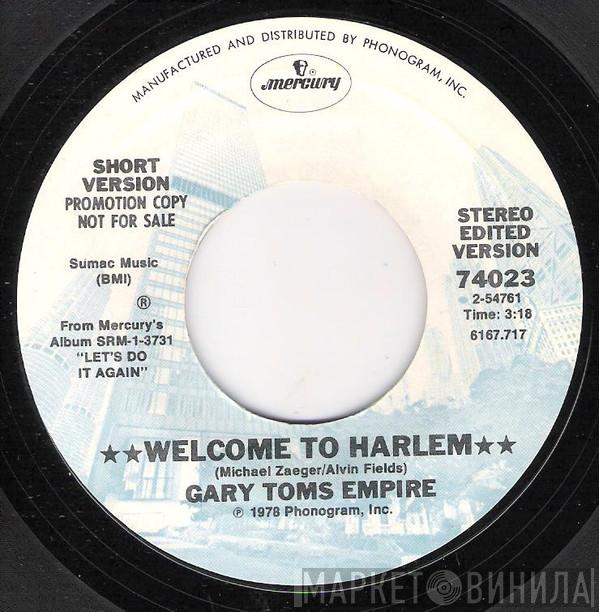 MANUFACTURED AND DISTRIBUTED BY PHONOGRAM, INC.
®
mercury
SHORT
VERSION
PROMOTION COPY
NOT FOR SALE
Sumac Music
(BMI)
®
From Mercury's
Album SRM-1-3731
"LET'S DO
IT AGAIN"
STEREO
EDITED
VERSION
74023
2-54761
Time: 3:18
6167.717
★★WELCOME TO HARLEM★★
(Michael Zaeger/Alvin Fields)
GARY TOMS EMPIRE
℗ 1978 Phonogram, Inc.
МАРКЕТ ВИНИЛА